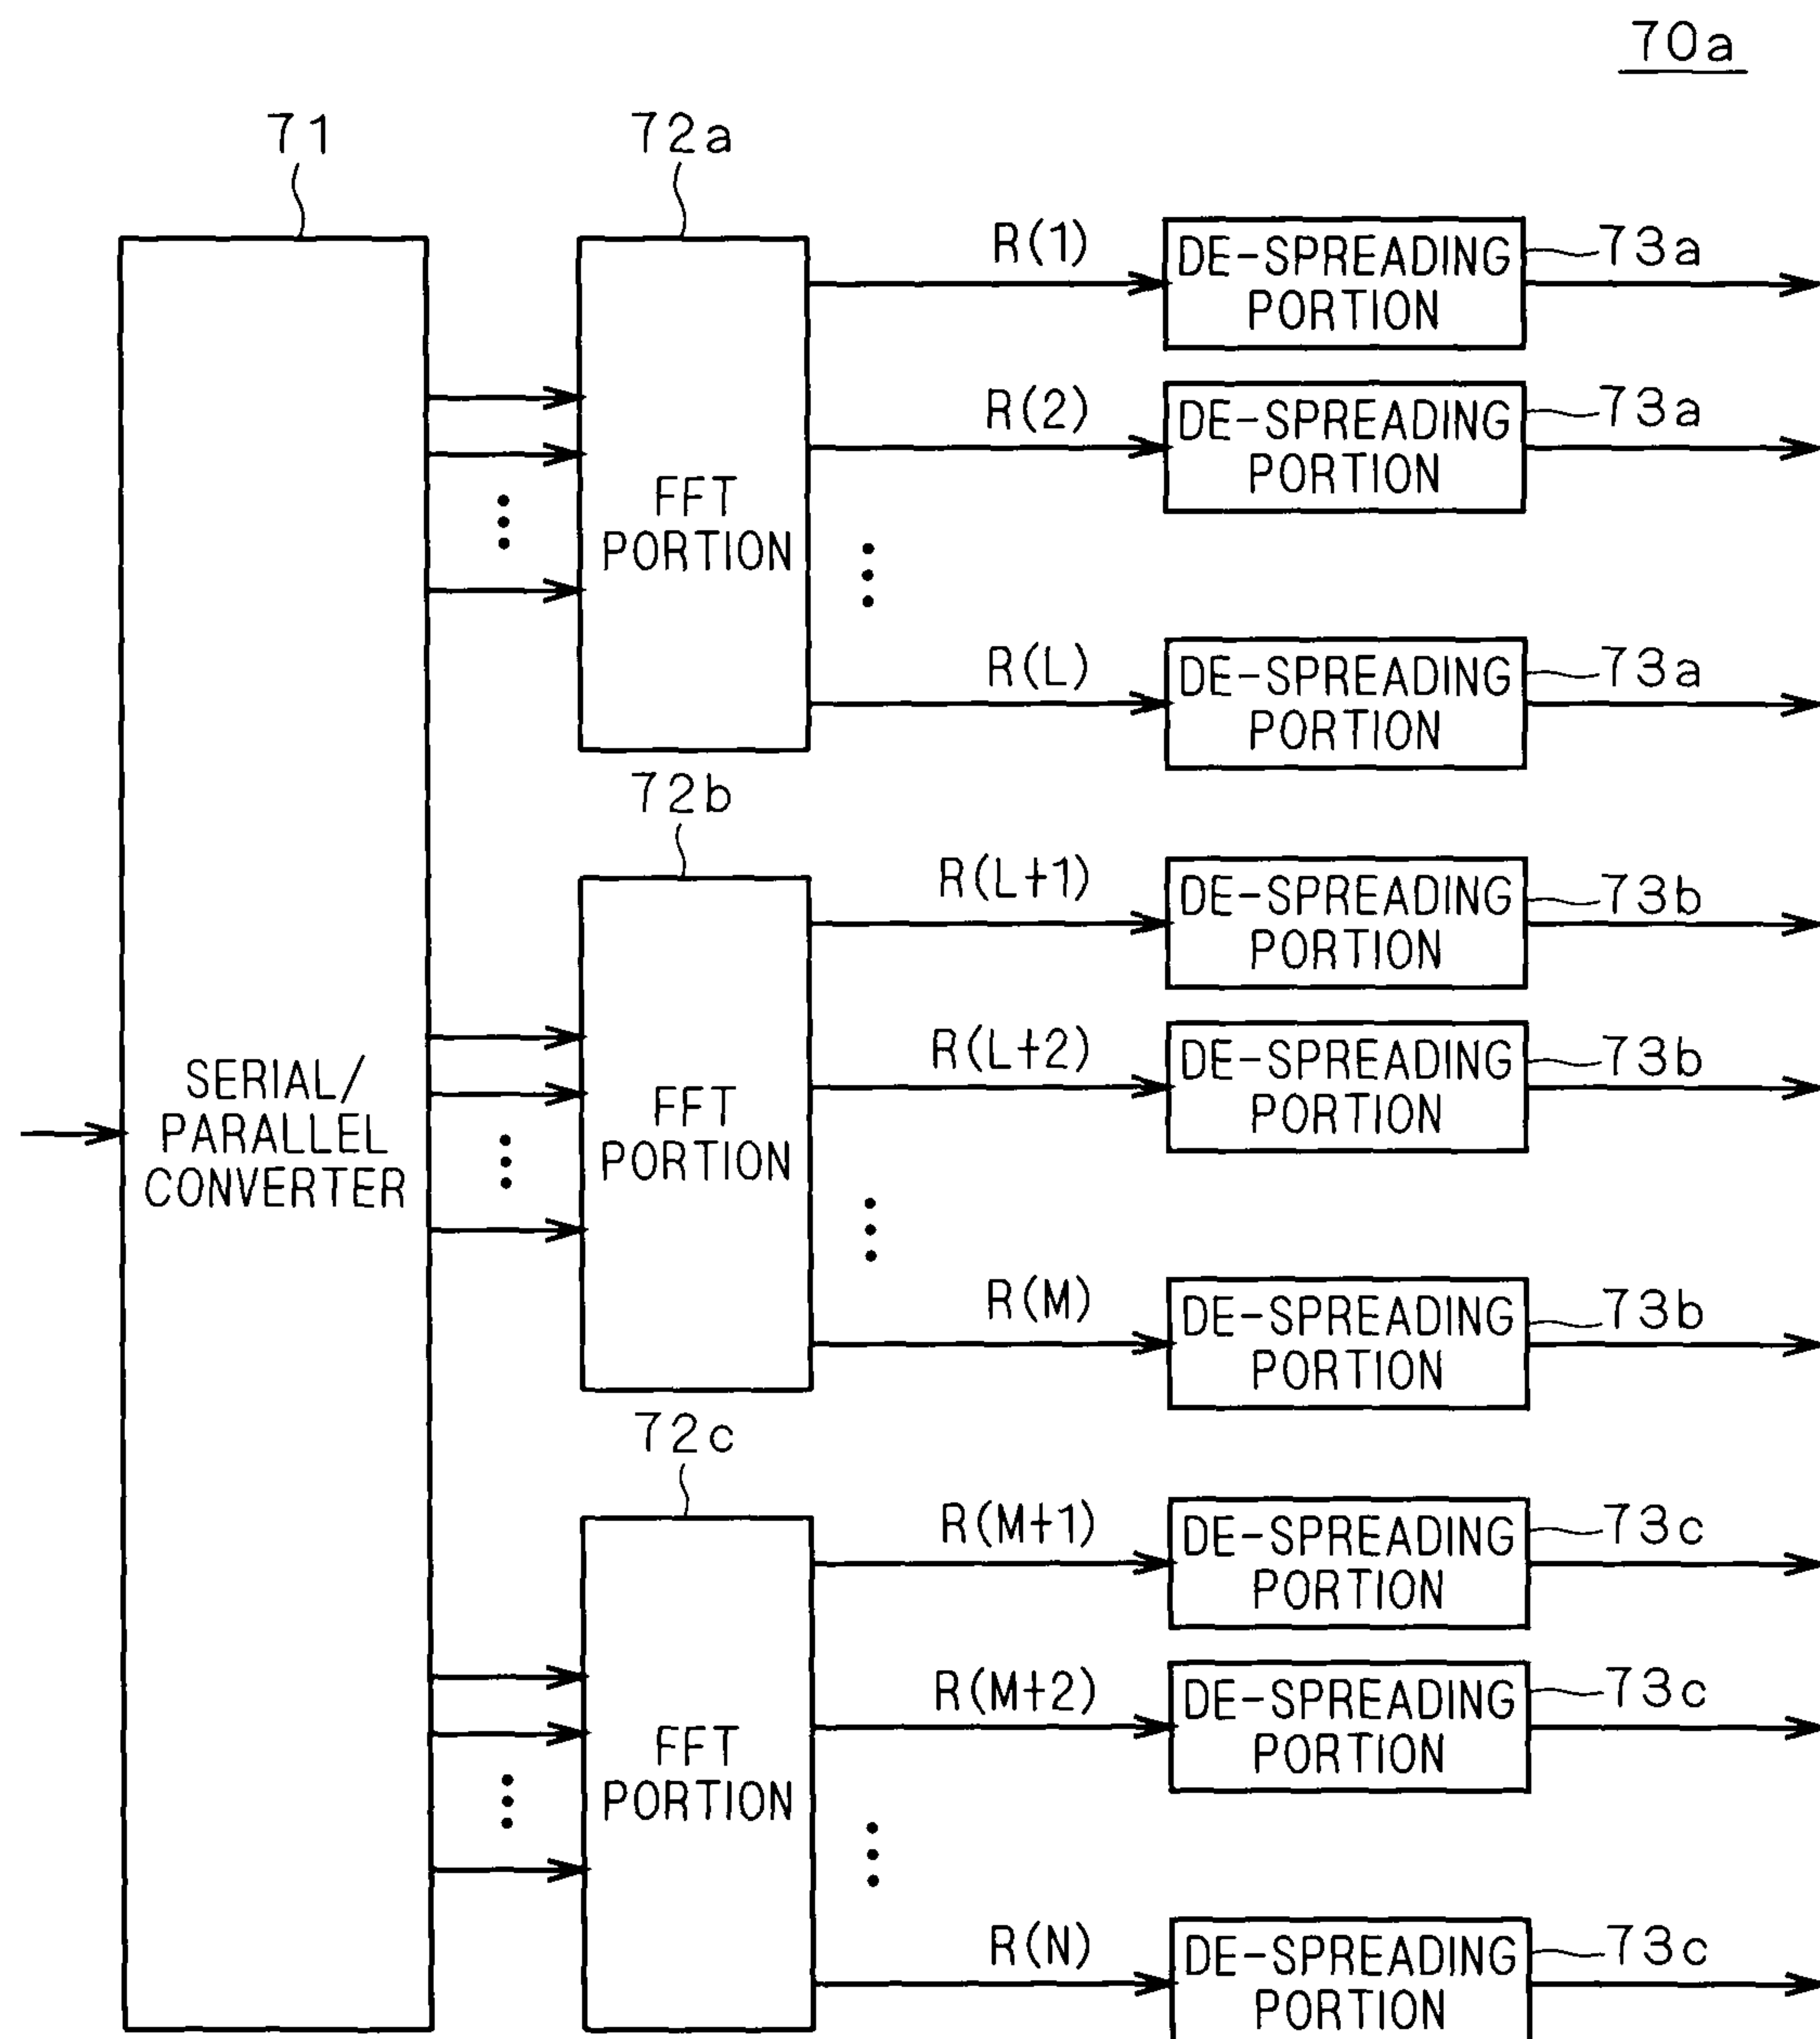 70a
71
72a
R(1)
DE-SPREADING
PORTION
73a
R(2)
DE-SPREADING
PORTION
73a
FFT
PORTION
R(L)
DE-SPREADING
PORTION
73a
72b
R(L+1)
DE-SPREADING
PORTION
73b
SERIAL/
PARALLEL
CONVERTER
R(L+2)
DE-SPREADING
PORTION
73b
FFT
PORTION
R(M)
DE-SPREADING
PORTION
73b
72c
R(M+1)
DE-SPREADING
PORTION
73c
R(M+2)
DE-SPREADING
PORTION
73c
FFT
PORTION
R(N)
DE-SPREADING
PORTION
73c